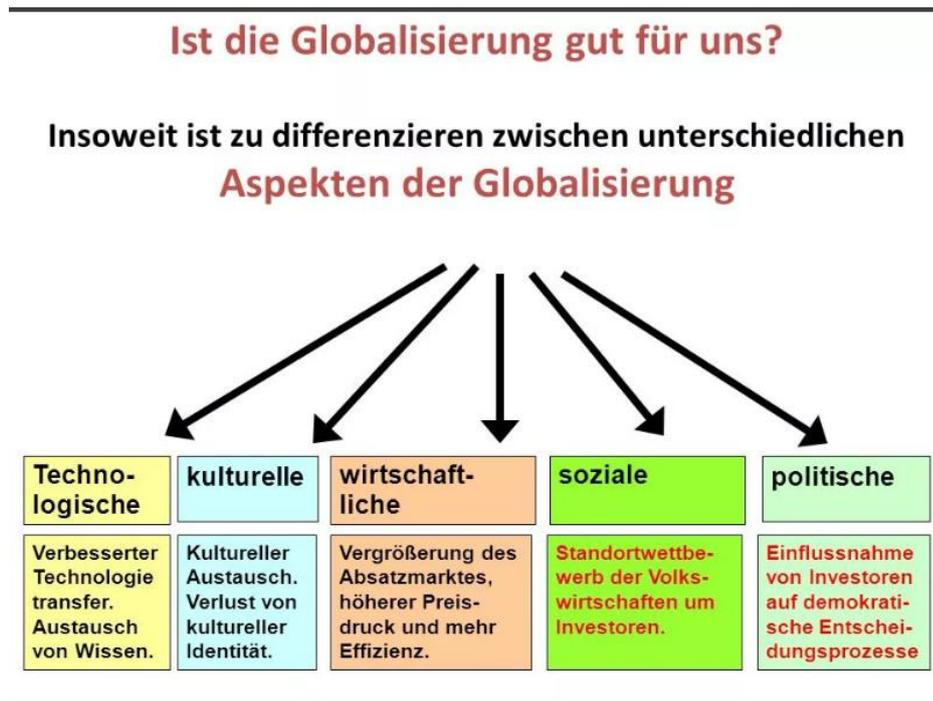 Ist die Globalisierung gut für uns?
Insoweit ist zu differenzieren zwischen unterschiedlichen
Aspekten der Globalisierung
Techno-
logische
kulturelle
wirtschaft-
liche
soziale
politische
Verbesserter
Technologie
transfer.
Austausch
von Wissen.
Kultureller
Austausch.
Verlust von
kultureller
Identität.
Vergrößerung des
Absatzmarktes,
höherer Preis-
druck und mehr
Effizienz.
Standortwettbe-
werb der Volks-
wirtschaften um
Investoren.
Einflussnahme
von Investoren
auf demokrati-
sche Entschei-
dungsprozesse